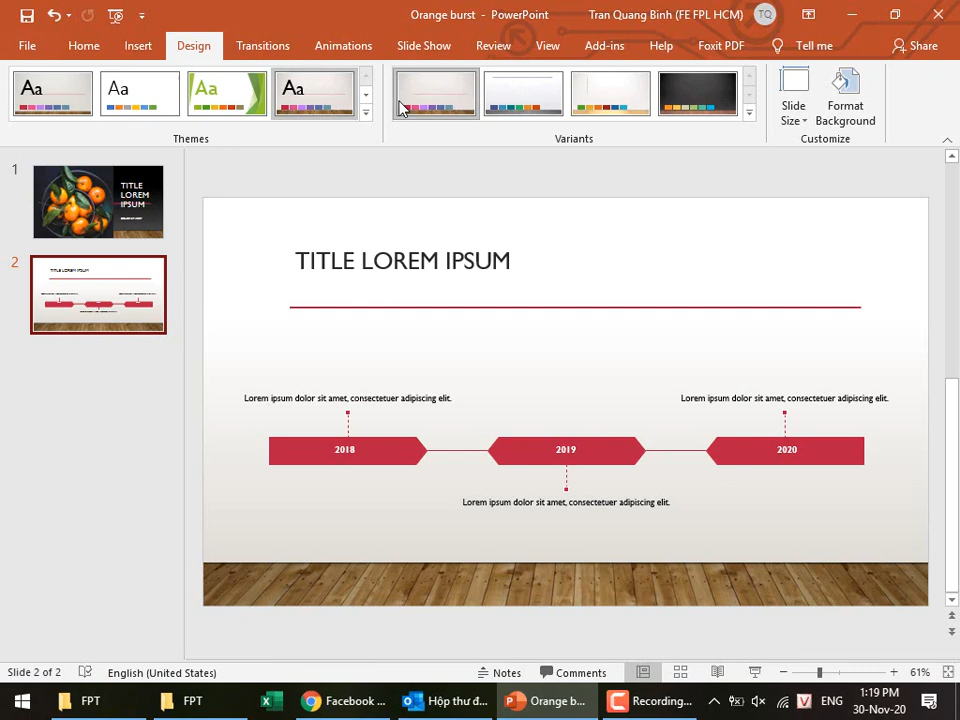 Orange burst - PowerPoint
Tran Quang Binh (FE FPL HCM) TQ
File Home Insert Design Transitions Animations Slide Show Review View Add-ins Help Foxit PDF Tell me Share
Aa Aa Aa Aa
Slide Size
Format Background
Themes Variants Customize
1
TITLE
LOREM
IPSUM
2
TITLE LOREM IPSUM
TITLE LOREM IPSUM
Lorem ipsum dolor sit amet, consectetuer adipiscing elit.
Lorem ipsum dolor sit amet, consectetuer adipiscing elit.
2018 2019 2020
Lorem ipsum dolor sit amet, consectetuer adipiscing elit.
Slide 2 of 2 English (United States) Notes Comments 61%
FPT FPT Facebook ... Hộp thư đ... Orange b... Recording... V ENG
1:19 PM
30-Nov-20